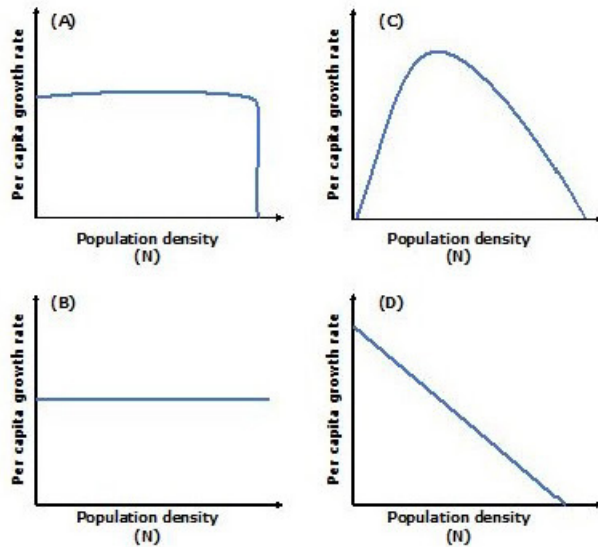 (A)
Per capita growth rate
Population density
(N)
(C)
Per capita growth rate
Population density
(N)
(B)
Per capita growth rate
Population density
(N)
(D)
Per capita growth rate
Population density
(N)